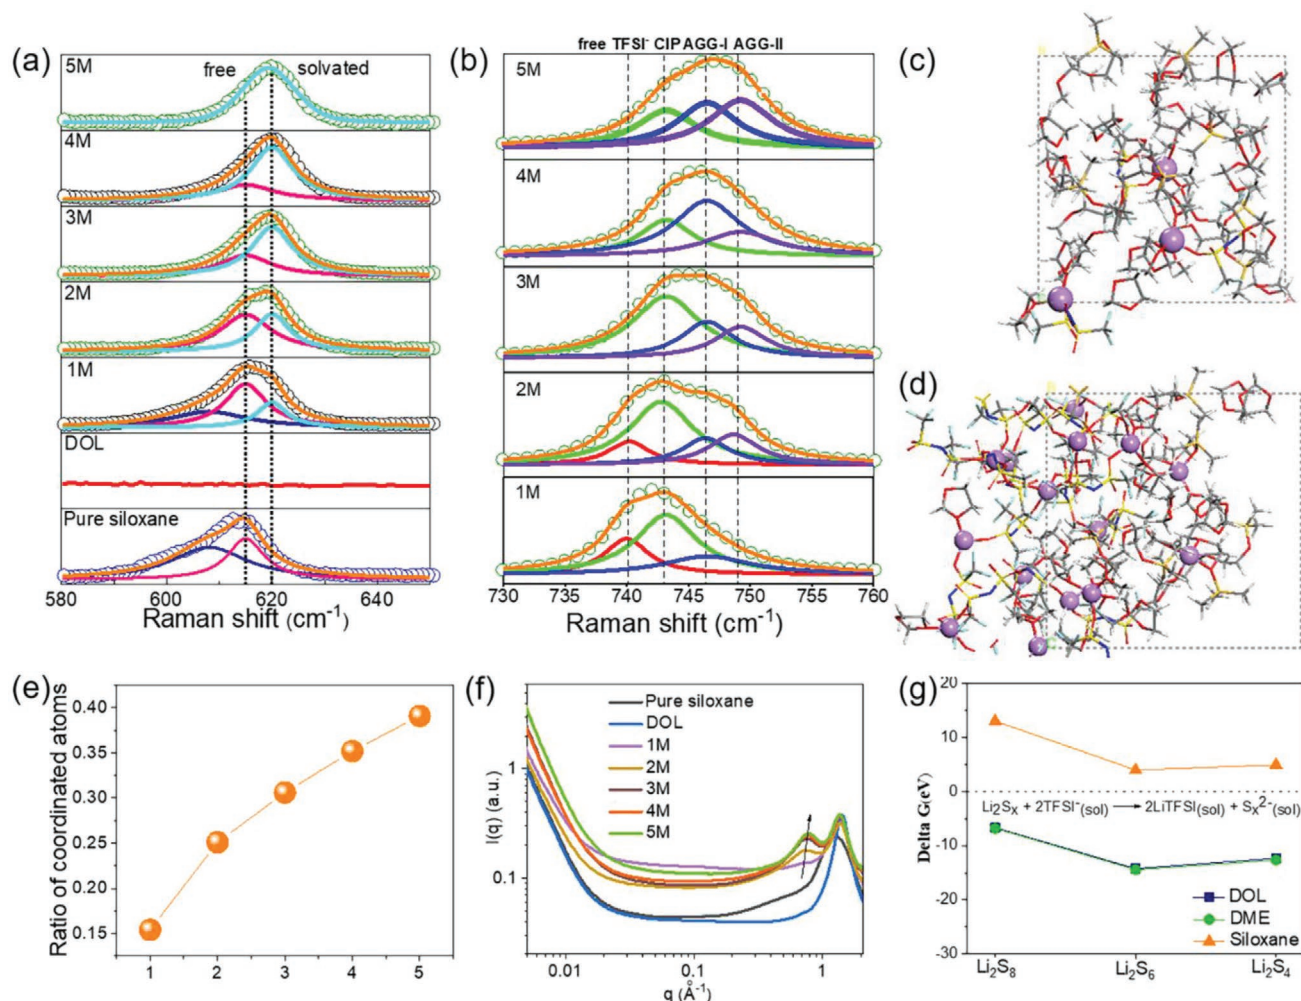 (a)
5M
free
solvated
4M
3M
2M
1M
DOL
Pure siloxane
580
600
620
640
Raman shift (cm⁻¹)
(b)
free TFSI⁻ CIPAGG-I AGG-II
5M
4M
3M
2M
1M
730
735
740
745
750
755
760
Raman shift (cm⁻¹)
(c)
(d)
(e)
Ratio of coordinated atoms
0.40
0.35
0.30
0.25
0.20
0.15
1
2
3
4
5
(f)
I(q) (a.u.)
1
0.1
Pure siloxane
DOL
1M
2M
3M
4M
5M
0.01
0.1
1
q (Å⁻¹)
(g)
Delta G(eV)
20
10
0
-10
-20
-30
Li₂Sₓ + 2TFSI⁻(sol) → 2LiTFSI(sol) + Sₓ²⁻(sol)
DOL
DME
Siloxane
Li₂S₈
Li₂S₆
Li₂S₄